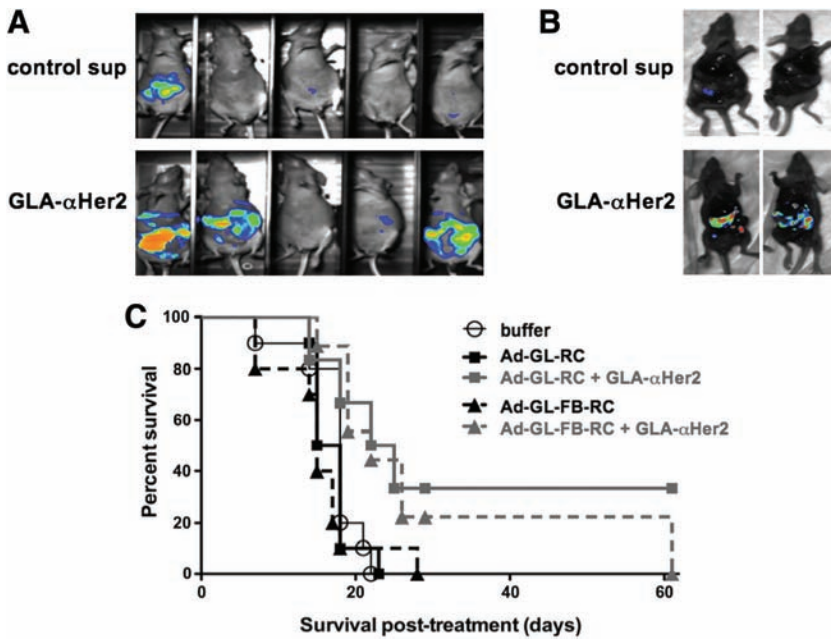 A
control sup
GLA-αHer2
B
control sup
GLA-αHer2
C
Percent survival
100
80
60
40
20
0
0
20
40
60
Survival post-treatment (days)
buffer
Ad-GL-RC
Ad-GL-RC + GLA-αHer2
Ad-GL-FB-RC
Ad-GL-FB-RC + GLA-αHer2